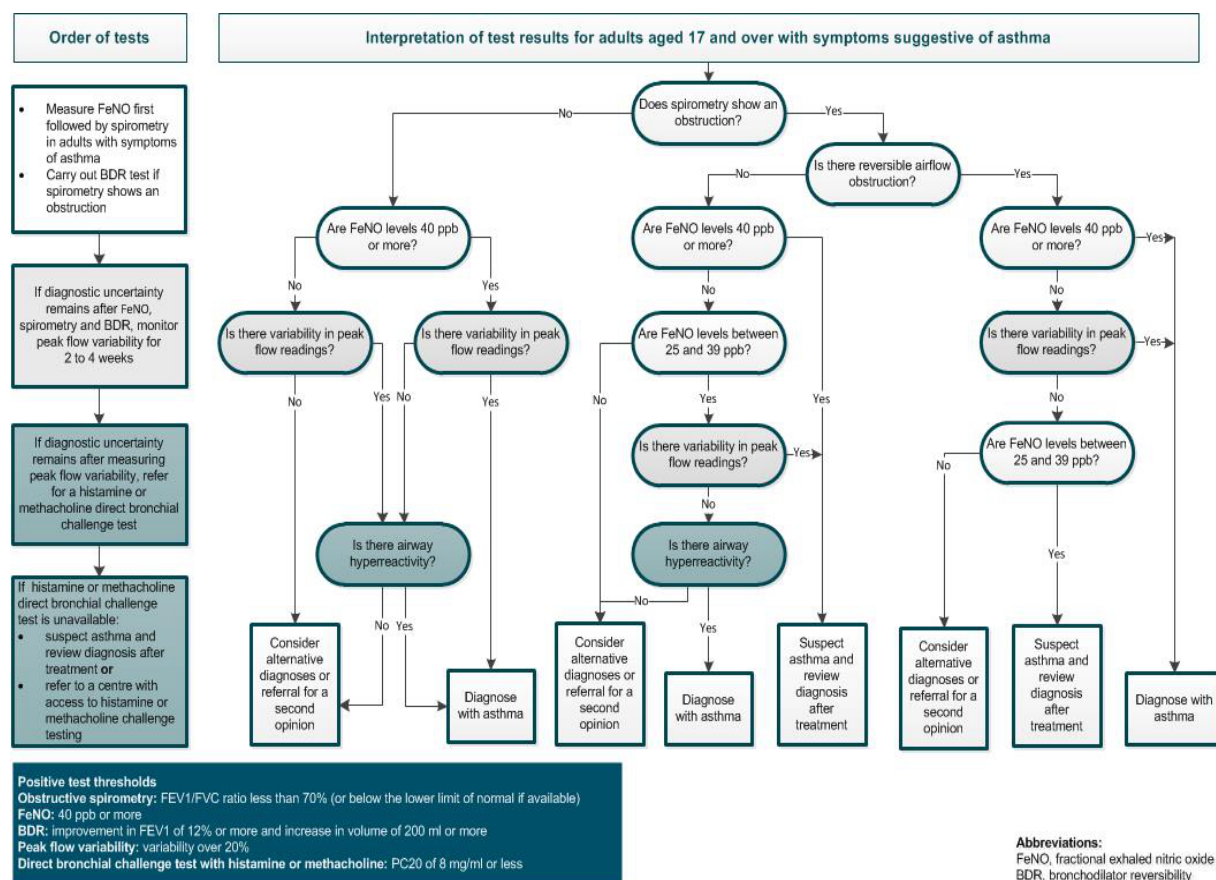 Order of tests
Interpretation of test results for adults aged 17 and over with symptoms suggestive of asthma
• Measure FeNO first
followed by spirometry
in adults with symptoms
of asthma
• Carry out BDR test if
spirometry shows an
obstruction
If diagnostic uncertainty
remains after FeNO,
spirometry and BDR, monitor
peak flow variability for
2 to 4 weeks
If diagnostic uncertainty
remains after measuring
peak flow variability, refer
for a histamine or
methacholine direct bronchial
challenge test
If histamine or methacholine
direct bronchial challenge
test is unavailable:
• suspect asthma and
review diagnosis after
treatment or
• refer to a centre with
access to histamine or
methacholine challenge
testing
Does spirometry show an
obstruction?
No
Yes
Is there reversible airflow
obstruction?
No
Yes
Are FeNO levels 40 ppb
or more?
No
Yes
Is there variability in peak
flow readings?
Is there variability in peak
flow readings?
No
Yes
No
Yes
Is there airway
hyperreactivity?
No
Yes
Consider
alternative
diagnoses or
referral for a
second
opinion
Diagnose
with asthma
Are FeNO levels 40 ppb
or more?
No
Yes
Are FeNO levels between
25 and 39 ppb?
No
Yes
Is there variability in peak
flow readings?
Yes
No
Is there airway
hyperreactivity?
No
Yes
Consider
alternative
diagnoses or
referral for a
second
opinion
Diagnose
with asthma
Suspect
asthma and
review
diagnosis
after
treatment
Are FeNO levels 40 ppb
or more?
Yes
No
Is there variability in peak
flow readings?
Yes
No
Are FeNO levels between
25 and 39 ppb?
No
Yes
Consider
alternative
diagnoses or
referral for a
second
opinion
Suspect
asthma and
review
diagnosis
after
treatment
Diagnose with
asthma
Positive test thresholds
Obstructive spirometry: FEV1/FVC ratio less than 70% (or below the lower limit of normal if available)
FeNO: 40 ppb or more
BDR: improvement in FEV1 of 12% or more and increase in volume of 200 ml or more
Peak flow variability: variability over 20%
Direct bronchial challenge test with histamine or methacholine: PC20 of 8 mg/ml or less
Abbreviations:
FeNO, fractional exhaled nitric oxide
BDR, bronchodilator reversibility